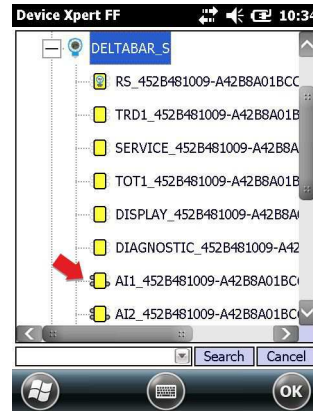 Device Xpert FF 10:34
DELTABAR_S
RS_452B481009-A42B8A01BCC
TRD1_452B481009-A42B8A01B
SERVICE_452B481009-A42B8A
TOT1_452B481009-A42B8A01B
DISPLAY_452B481009-A42B8A
DIAGNOSTIC_452B481009-A42
AI1_452B481009-A42B8A01BC
AI2_452B481009-A42B8A01BC
Search Cancel
OK